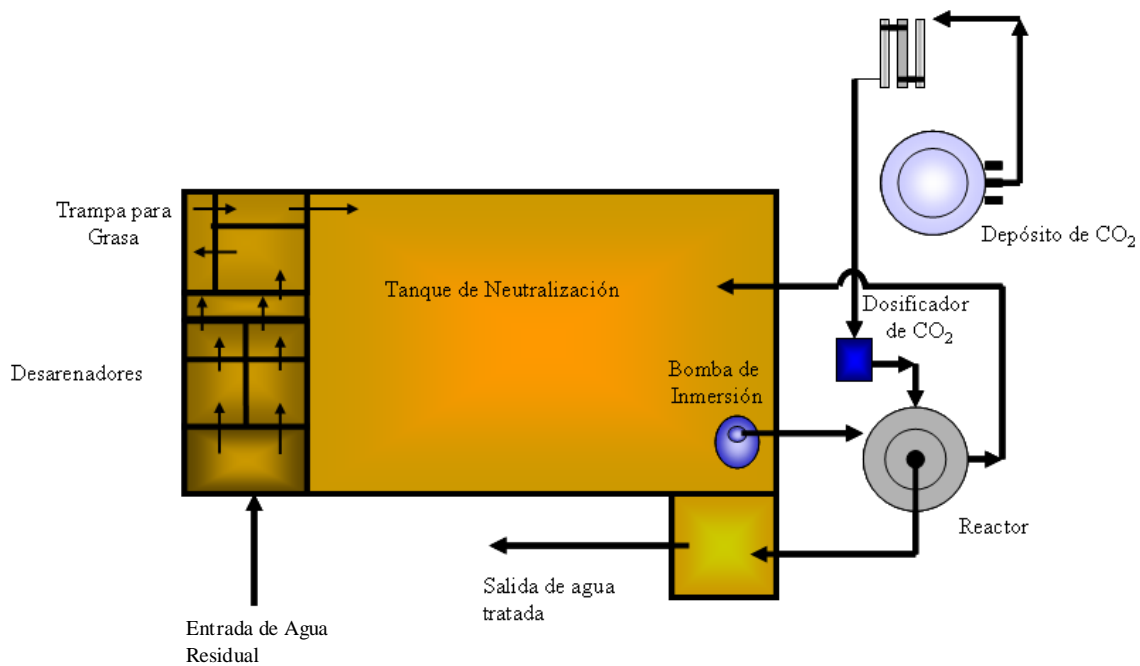 Trampa para
Grasa
Depósito de CO2
Tanque de Neutralización
Dosificador
de CO2
Desarenadores
Bomba de
Inmersión
Reactor
Salida de agua
tratada
Entrada de Agua
Residual